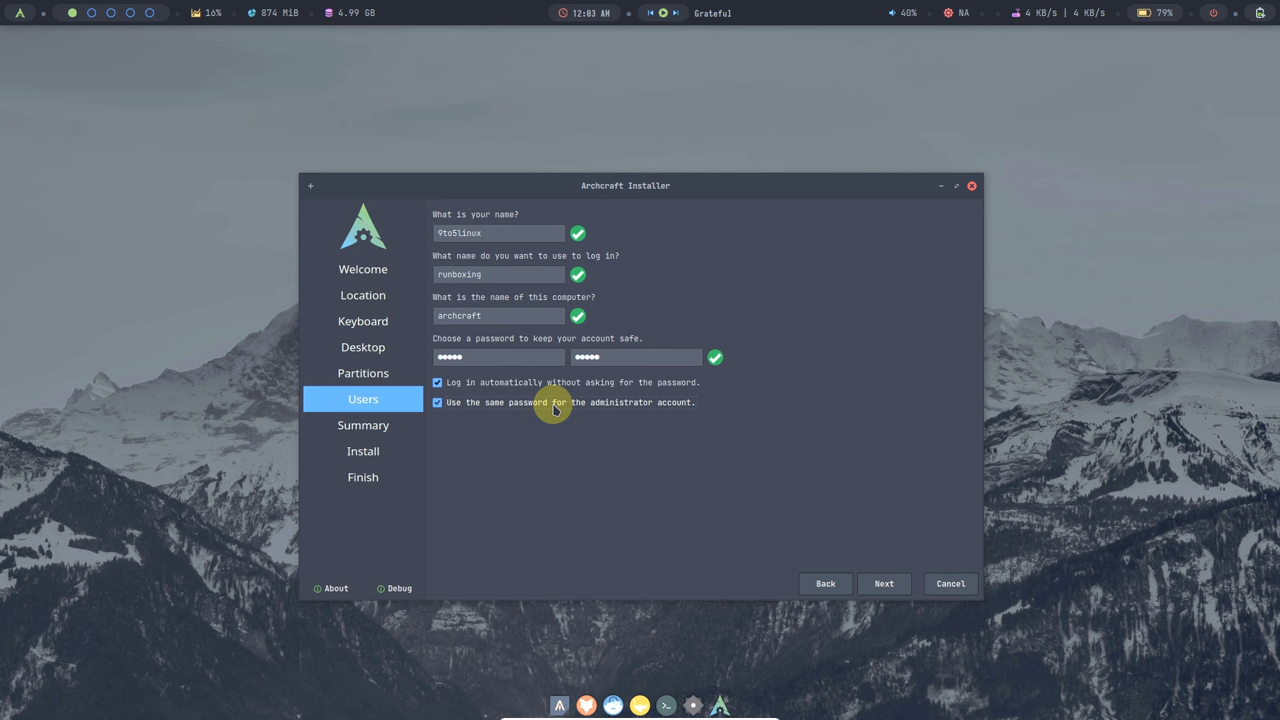 16% 874 MiB 4.99 GB 12:03 AM Grateful 40% NA 4 KB/s | 4 KB/s 79%
Archcraft Installer
What is your name?
9to5linux
What name do you want to use to log in?
runboxing
What is the name of this computer?
archcraft
Choose a password to keep your account safe.
Log in automatically without asking for the password.
Use the same password for the administrator account.
Welcome
Location
Keyboard
Desktop
Partitions
Users
Summary
Install
Finish
About Debug
Back Next Cancel